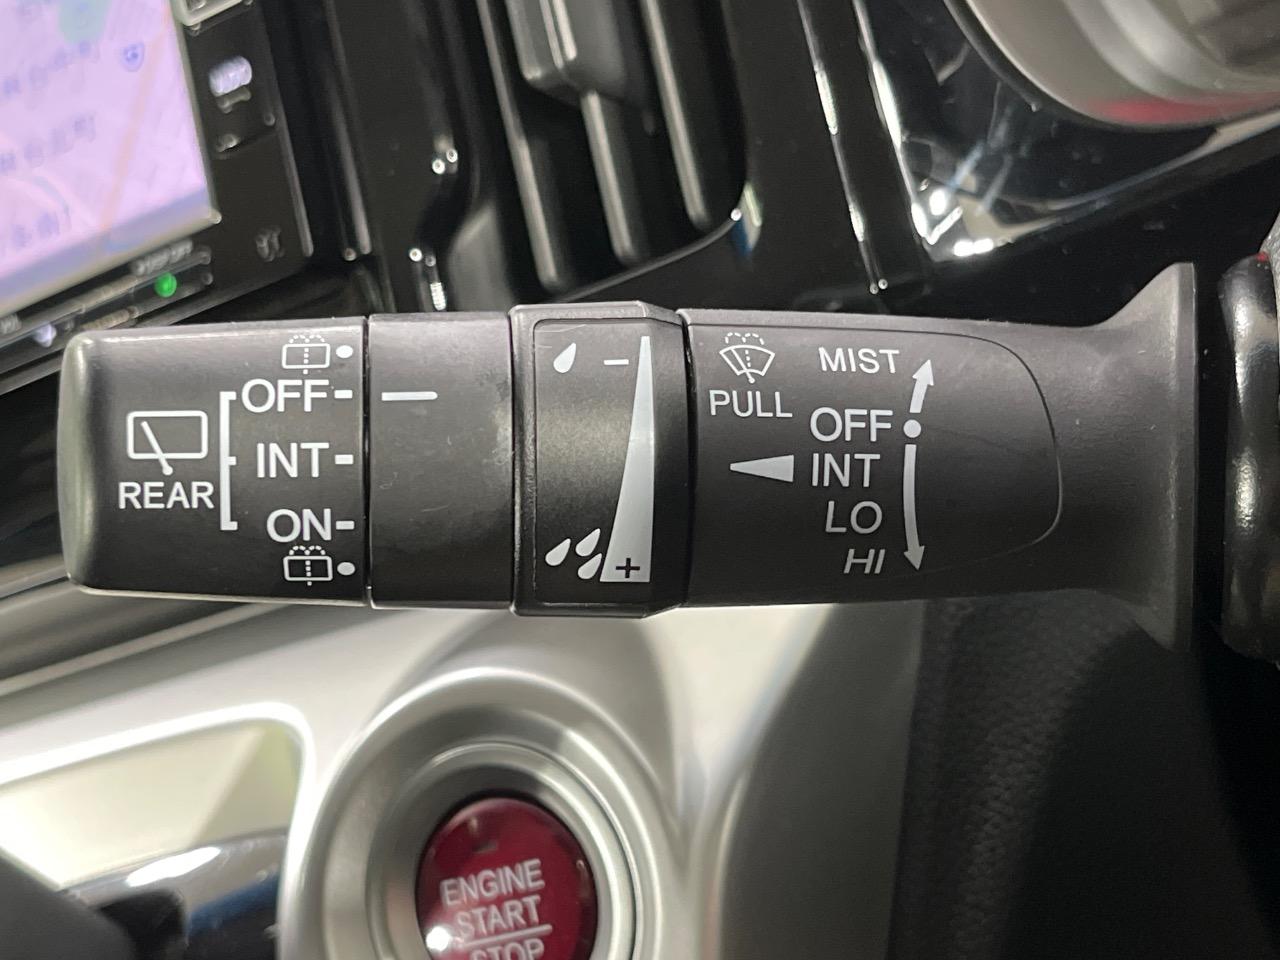 OFF
INT
ON
REAR
−
+
PULL
MIST
OFF
INT
LO
HI
ENGINE
START
STOP